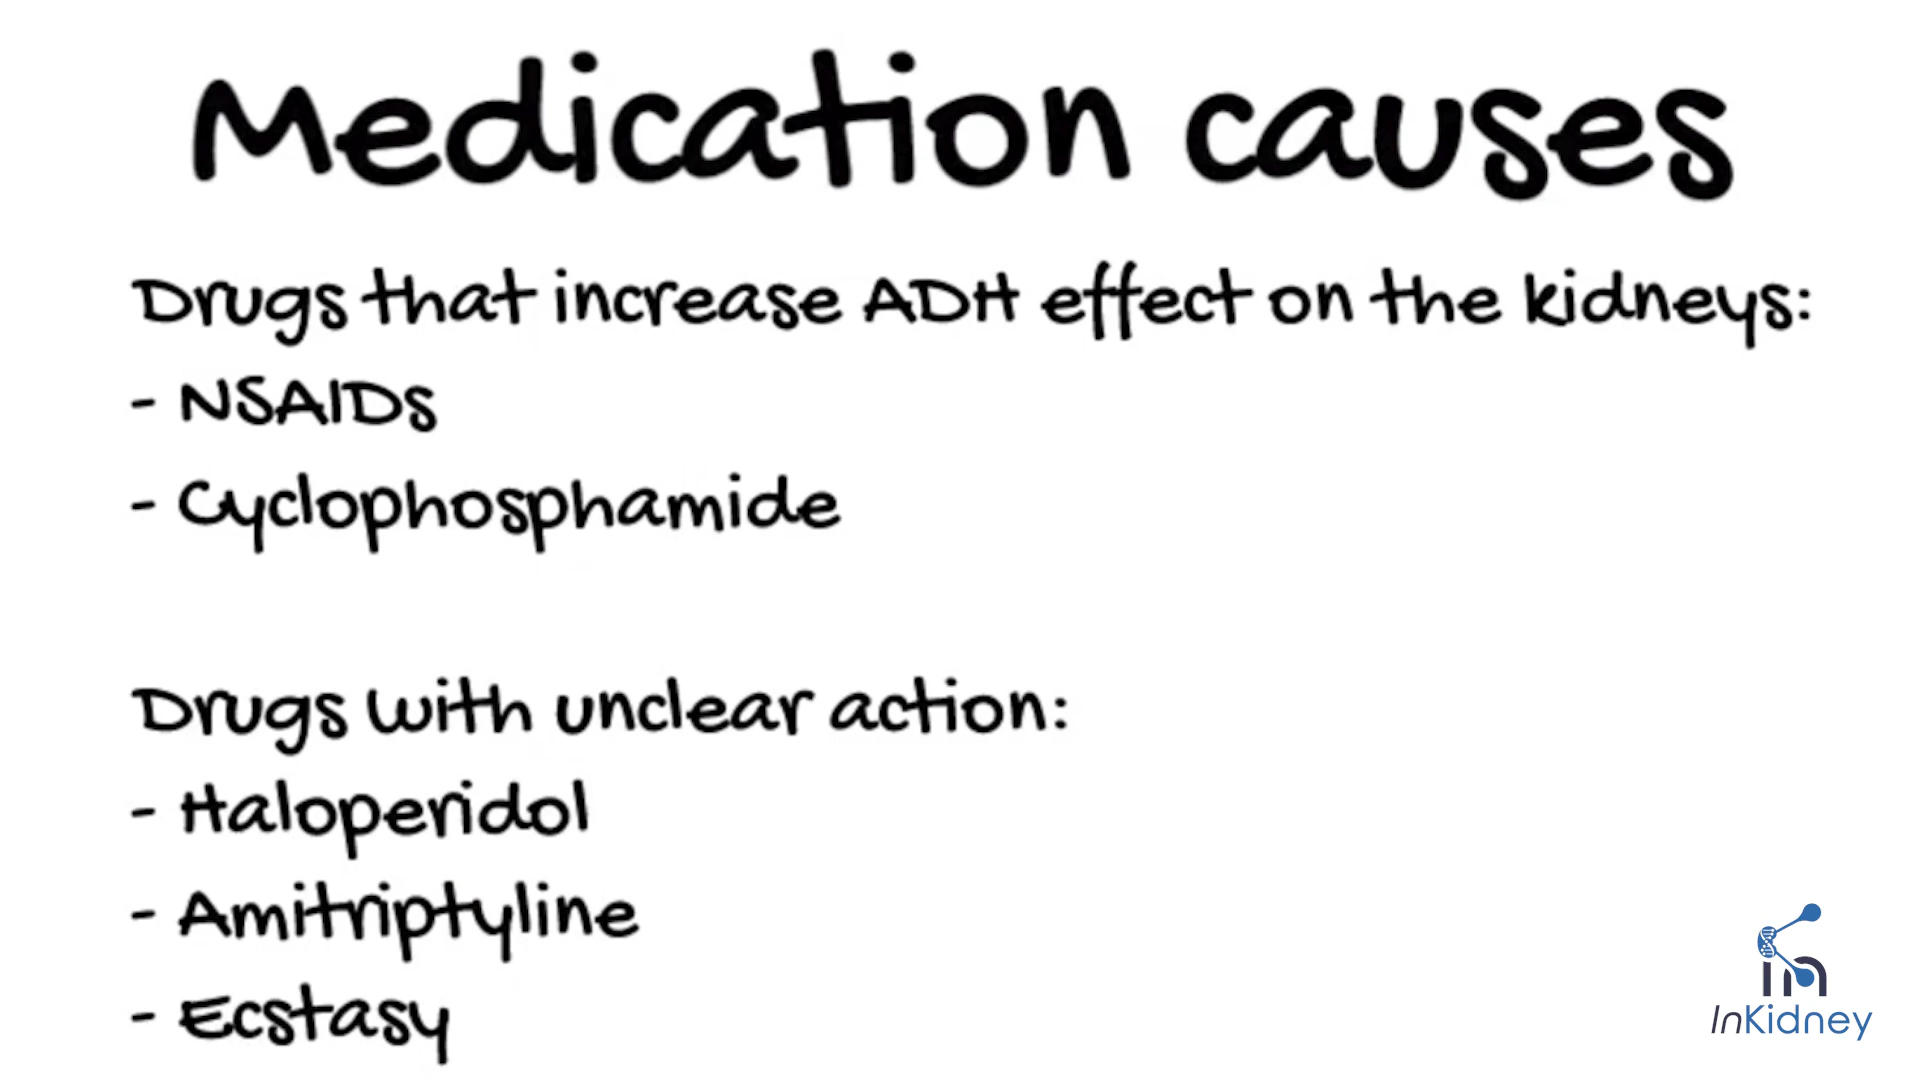 Medication causes
Drugs that increase ADH effect on the kidneys:
- NSAIDs
- Cyclophosphamide
Drugs with unclear action:
- Haloperidol
- Amitriptyline
- Ecstasy
in
InKidney